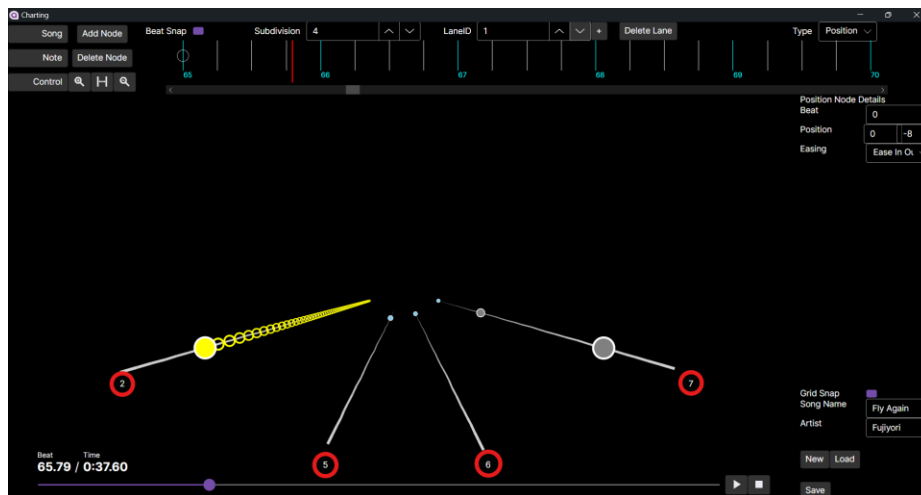 Charting
Song Add Node Beat Snap Subdivision 4 LaneID 1 + Delete Lane Type Position
Note Delete Node
Control
65 66 67 68 69 70
Position Node Details
Beat 0
Position 0 -8
Easing Ease In Ou
2 7
5 6
Grid Snap
Song Name Fly Again
Artist Fujiyori
New Load
Save
Beat Time
65.79 / 0:37.60